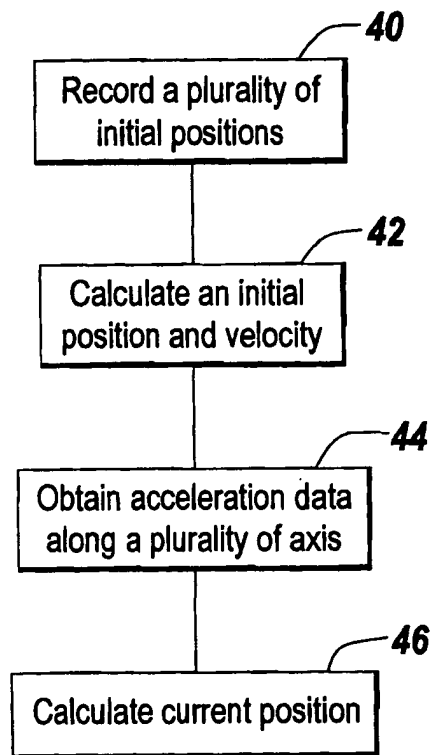 40
Record a plurality of
initial positions
42
Calculate an initial
position and velocity
44
Obtain acceleration data
along a plurality of axis
46
Calculate current position